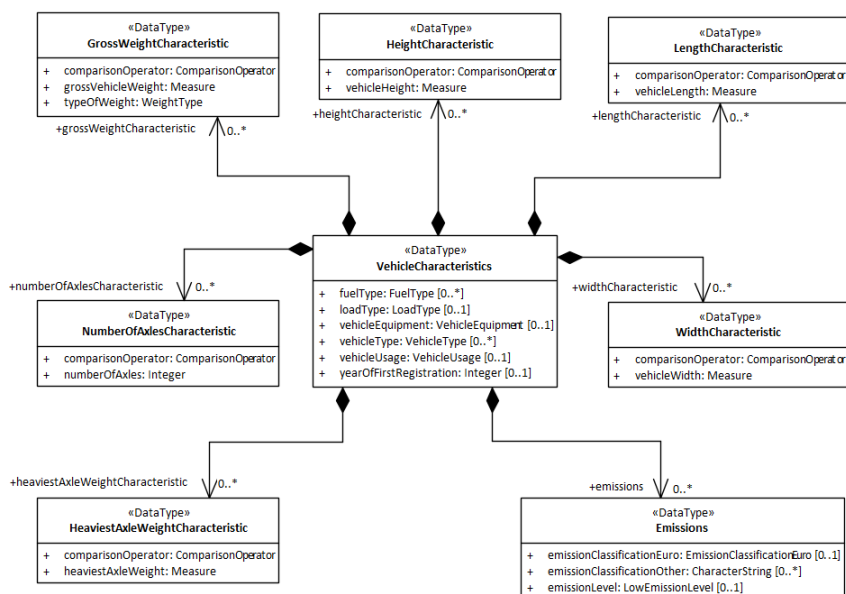 «DataType»
GrossWeightCharacteristic
+ comparisonOperator: ComparisonOperator
+ grossVehicleWeight: Measure
+ typeOfWeight: WeightType
«DataType»
HeightCharacteristic
+ comparisonOperator: ComparisonOperator
+ vehicleHeight: Measure
«DataType»
LengthCharacteristic
+ comparisonOperator: ComparisonOperator
+ vehicleLength: Measure
+grossWeightCharacteristic
0..*
+heightCharacteristic
0..*
+lengthCharacteristic
0..*
«DataType»
VehicleCharacteristics
+ fuelType: FuelType [0..*]
+ loadType: LoadType [0..1]
+ vehicleEquipment: VehicleEquipment [0..1]
+ vehicleType: VehicleType [0..*]
+ vehicleUsage: VehicleUsage [0..1]
+ yearOfFirstRegistration: Integer [0..1]
+numberOfAxlesCharacteristic
0..*
+widthCharacteristic
0..*
«DataType»
NumberOfAxlesCharacteristic
+ comparisonOperator: ComparisonOperator
+ numberOfAxles: Integer
«DataType»
WidthCharacteristic
+ comparisonOperator: ComparisonOperator
+ vehicleWidth: Measure
+heaviestAxleWeightCharacteristic
0..*
+emissions
0..*
«DataType»
HeaviestAxleWeightCharacteristic
+ comparisonOperator: ComparisonOperator
+ heaviestAxleWeight: Measure
«DataType»
Emissions
+ emissionClassificationEuro: EmissionClassificationEuro [0..1]
+ emissionClassificationOther: CharacterString [0..*]
+ emissionLevel: LowEmissionLevel [0..1]